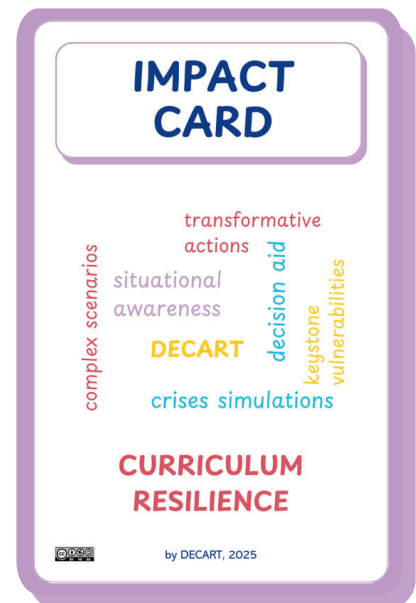 IMPACT
CARD
transformative
actions
complex scenarios
situational
awareness
decision aid
keystone
vulnerabilities
DECART
crises simulations
CURRICULUM
RESILIENCE
by DECART, 2025